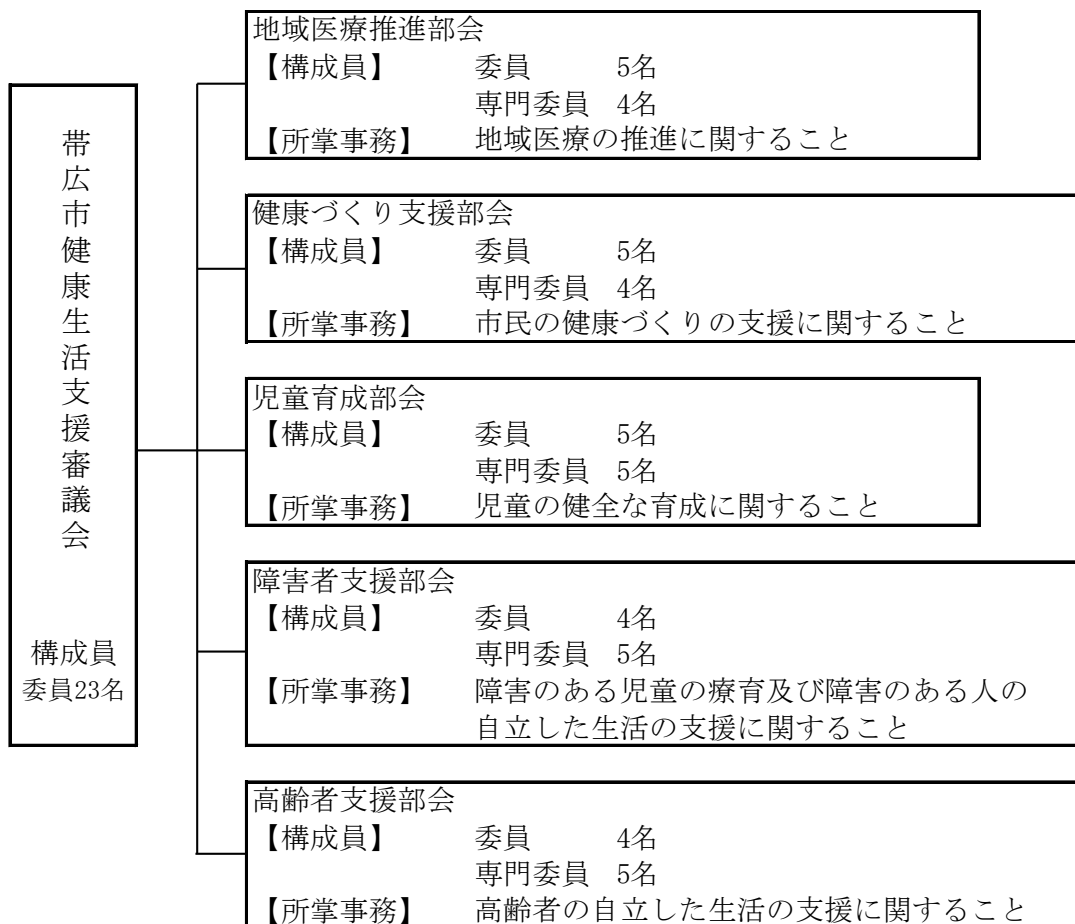 帯広市健康生活支援審議会
構成員
委員23名
地域医療推進部会
【構成員】 委員 5名
専門委員 4名
【所掌事務】 地域医療の推進に関すること
健康づくり支援部会
【構成員】 委員 5名
専門委員 4名
【所掌事務】 市民の健康づくりの支援に関すること
児童育成部会
【構成員】 委員 5名
専門委員 5名
【所掌事務】 児童の健全な育成に関すること
障害者支援部会
【構成員】 委員 4名
専門委員 5名
【所掌事務】 障害のある児童の療育及び障害のある人の
自立した生活の支援に関すること
高齢者支援部会
【構成員】 委員 4名
専門委員 5名
【所掌事務】 高齢者の自立した生活の支援に関すること